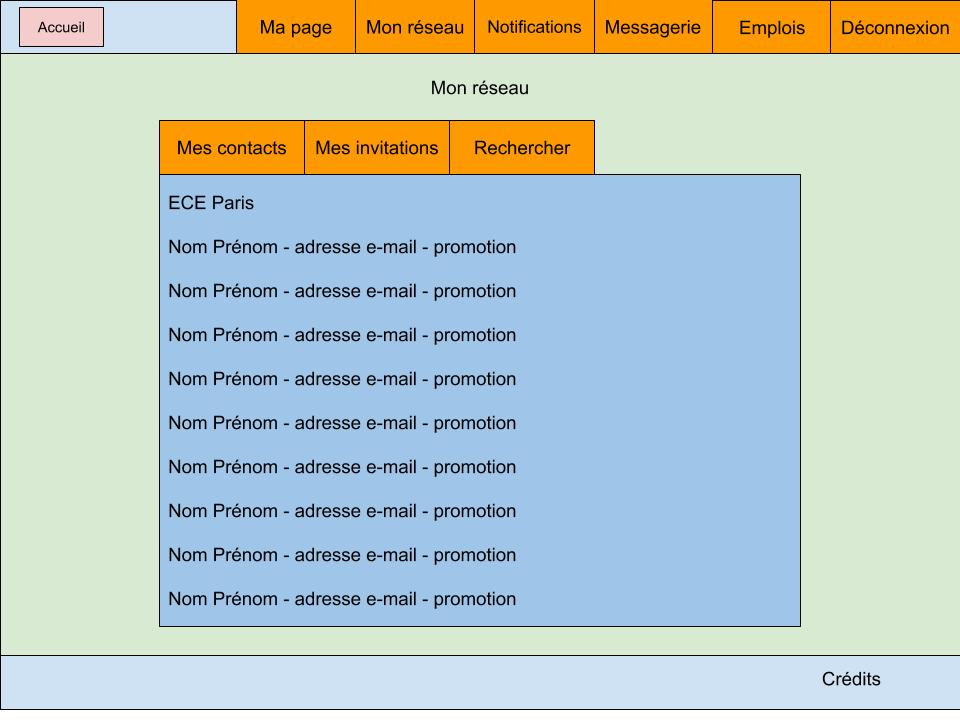 Accueil
Ma page
Mon réseau
Notifications
Messagerie
Emplois
Déconnexion
Mon réseau
Mes contacts
Mes invitations
Rechercher
ECE Paris
Nom Prénom - adresse e-mail - promotion
Nom Prénom - adresse e-mail - promotion
Nom Prénom - adresse e-mail - promotion
Nom Prénom - adresse e-mail - promotion
Nom Prénom - adresse e-mail - promotion
Nom Prénom - adresse e-mail - promotion
Nom Prénom - adresse e-mail - promotion
Nom Prénom - adresse e-mail - promotion
Nom Prénom - adresse e-mail - promotion
Crédits